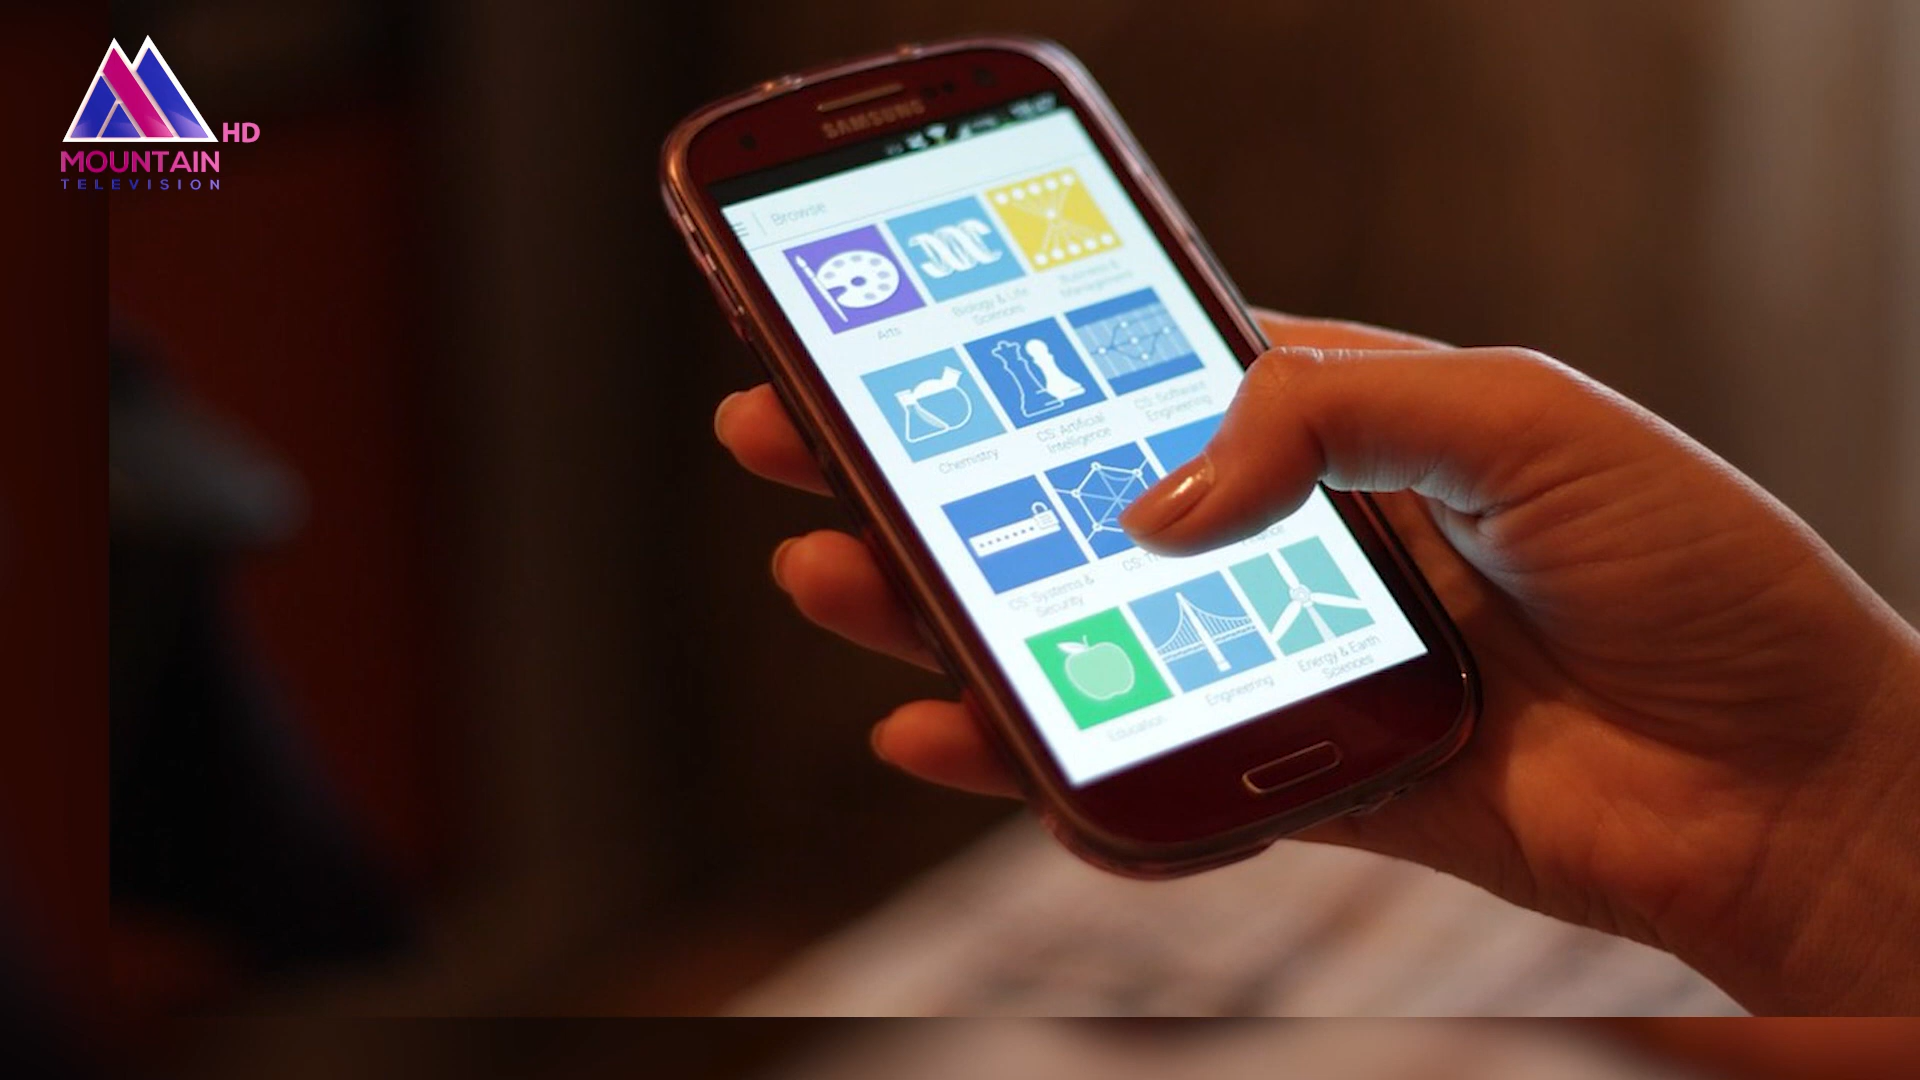 HD
MOUNTAIN
TELEVISION
SAMSUNG
Browse
Arts
Biology & Life
Sciences
Business &
Management
Chemistry
CS: Artificial
Intelligence
CS: Software
Engineering
CS: Systems &
Security
CS: T
Education
Engineering
Energy & Earth
Sciences